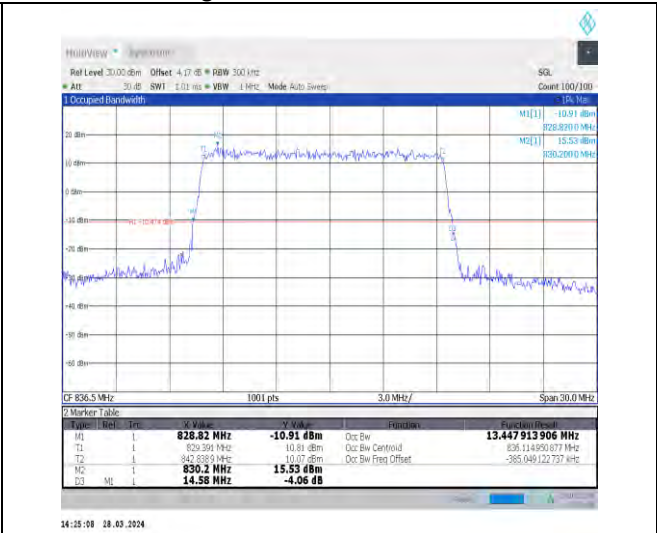 MultiView Spectrum
Ref Level 30.00 dBm Offset 4.17 dB RBW 300 kHz SGL
Att 30 dB SWT 1.01 ms VBW 1 MHz Mode Auto Sweep Count 100/100
1 Occupied Bandwidth 1Pk Max
M1[1] -10.91 dBm
828.8200 MHz
M2[1] 15.53 dBm
830.2000 MHz
20 dBm
10 dBm
0 dBm
H1 -10.474 dBm
-20 dBm
-30 dBm
-40 dBm
-50 dBm
-60 dBm
CF 836.5 MHz 1001 pts 3.0 MHz/ Span 30.0 MHz
2 Marker Table
Type Ref Trc X Value Y Value Function Function Result
M1 1 828.82 MHz -10.91 dBm Occ Bw 13.447 913 906 MHz
T1 1 829.391 MHz 10.81 dBm Occ Bw Centroid 836.114 950 877 MHz
T2 1 842.8389 MHz 10.07 dBm Occ Bw Freq Offset -385.049 122 737 kHz
M2 1 830.2 MHz 15.53 dBm
D3 M1 1 14.58 MHz -4.06 dB
14:25:08 28.03.2024